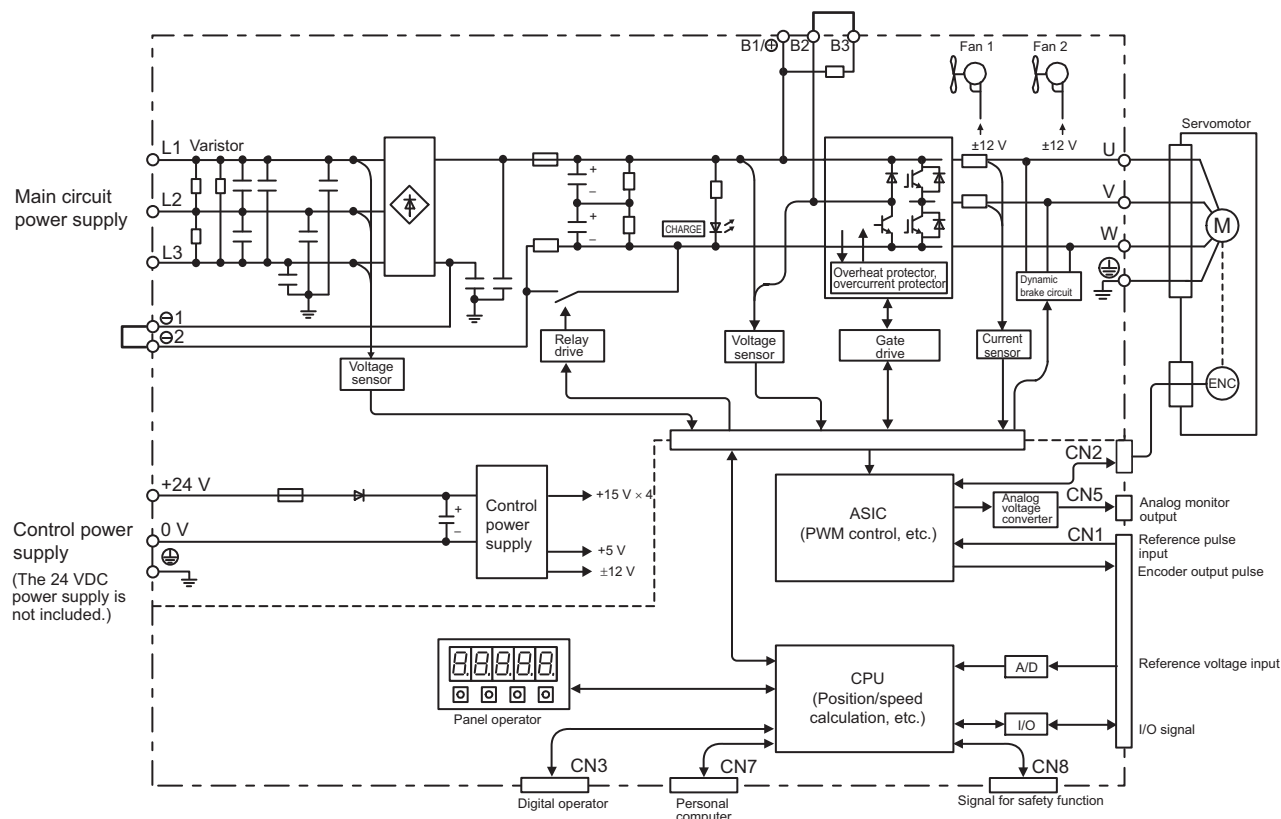 B1/⊕ B2 B3
Fan 1 Fan 2
±12 V ±12 V
Servomotor
L1 Varistor
L2
L3
Main circuit
power supply
⊖1
⊖2
+
–
+
–
CHARGE
Overheat protector,
overcurrent protector
U
V
W
M
ENC
Dynamic
brake circuit
Voltage
sensor
Relay
drive
Voltage
sensor
Gate
drive
Current
sensor
+24 V
0 V
Control power
supply
(The 24 VDC
power supply is
not included.)
+
–
Control
power
supply
+15 V × 4
+5 V
±12 V
ASIC
(PWM control, etc.)
Analog
voltage
converter
CN2
CN5
Analog monitor
output
CN1
Reference pulse
input
Encoder output pulse
8.8.8.8.8.
Panel operator
CPU
(Position/speed
calculation, etc.)
A/D
Reference voltage input
I/O
I/O signal
CN3
Digital operator
CN7
Personal
computer
CN8
Signal for safety function